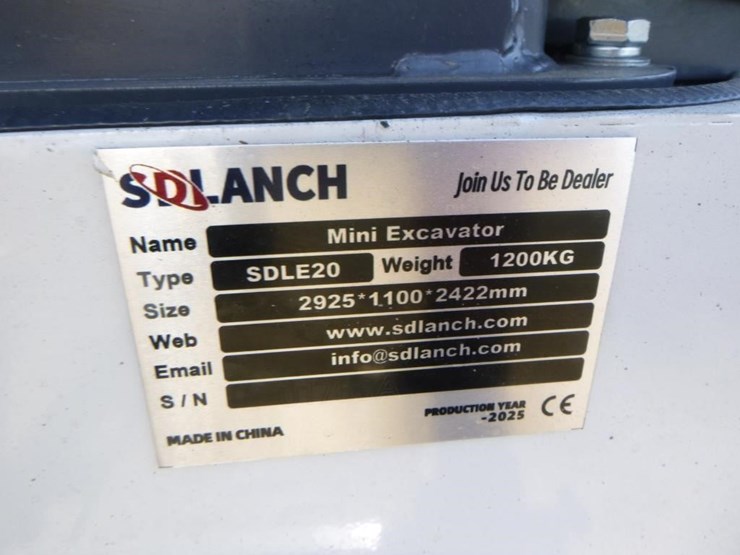 SDLANCH Join Us To Be Dealer
Name Mini Excavator
Type SDLE20 Weight 1200KG
Size 2925*1100*2422mm
Web www.sdlanch.com
Email info@sdlanch.com
S / N
MADE IN CHINA PRODUCTION YEAR
-2025 CE